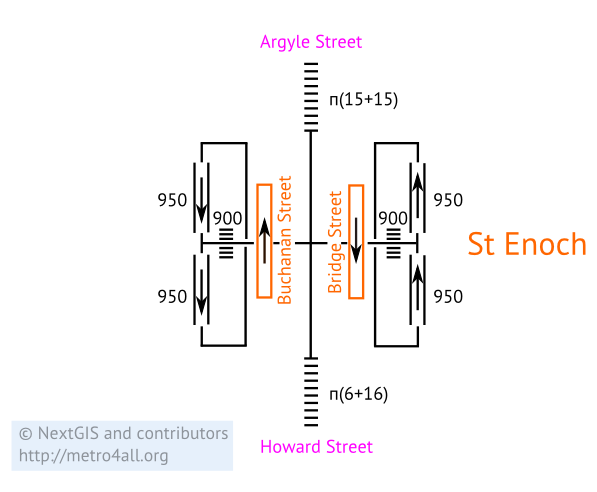 Argyle Street
п(15+15)
950
900
Buchanan Street
Bridge Street
900
950
St Enoch
950
950
п(6+16)
© NextGIS and contributors
http://metro4all.org
Howard Street